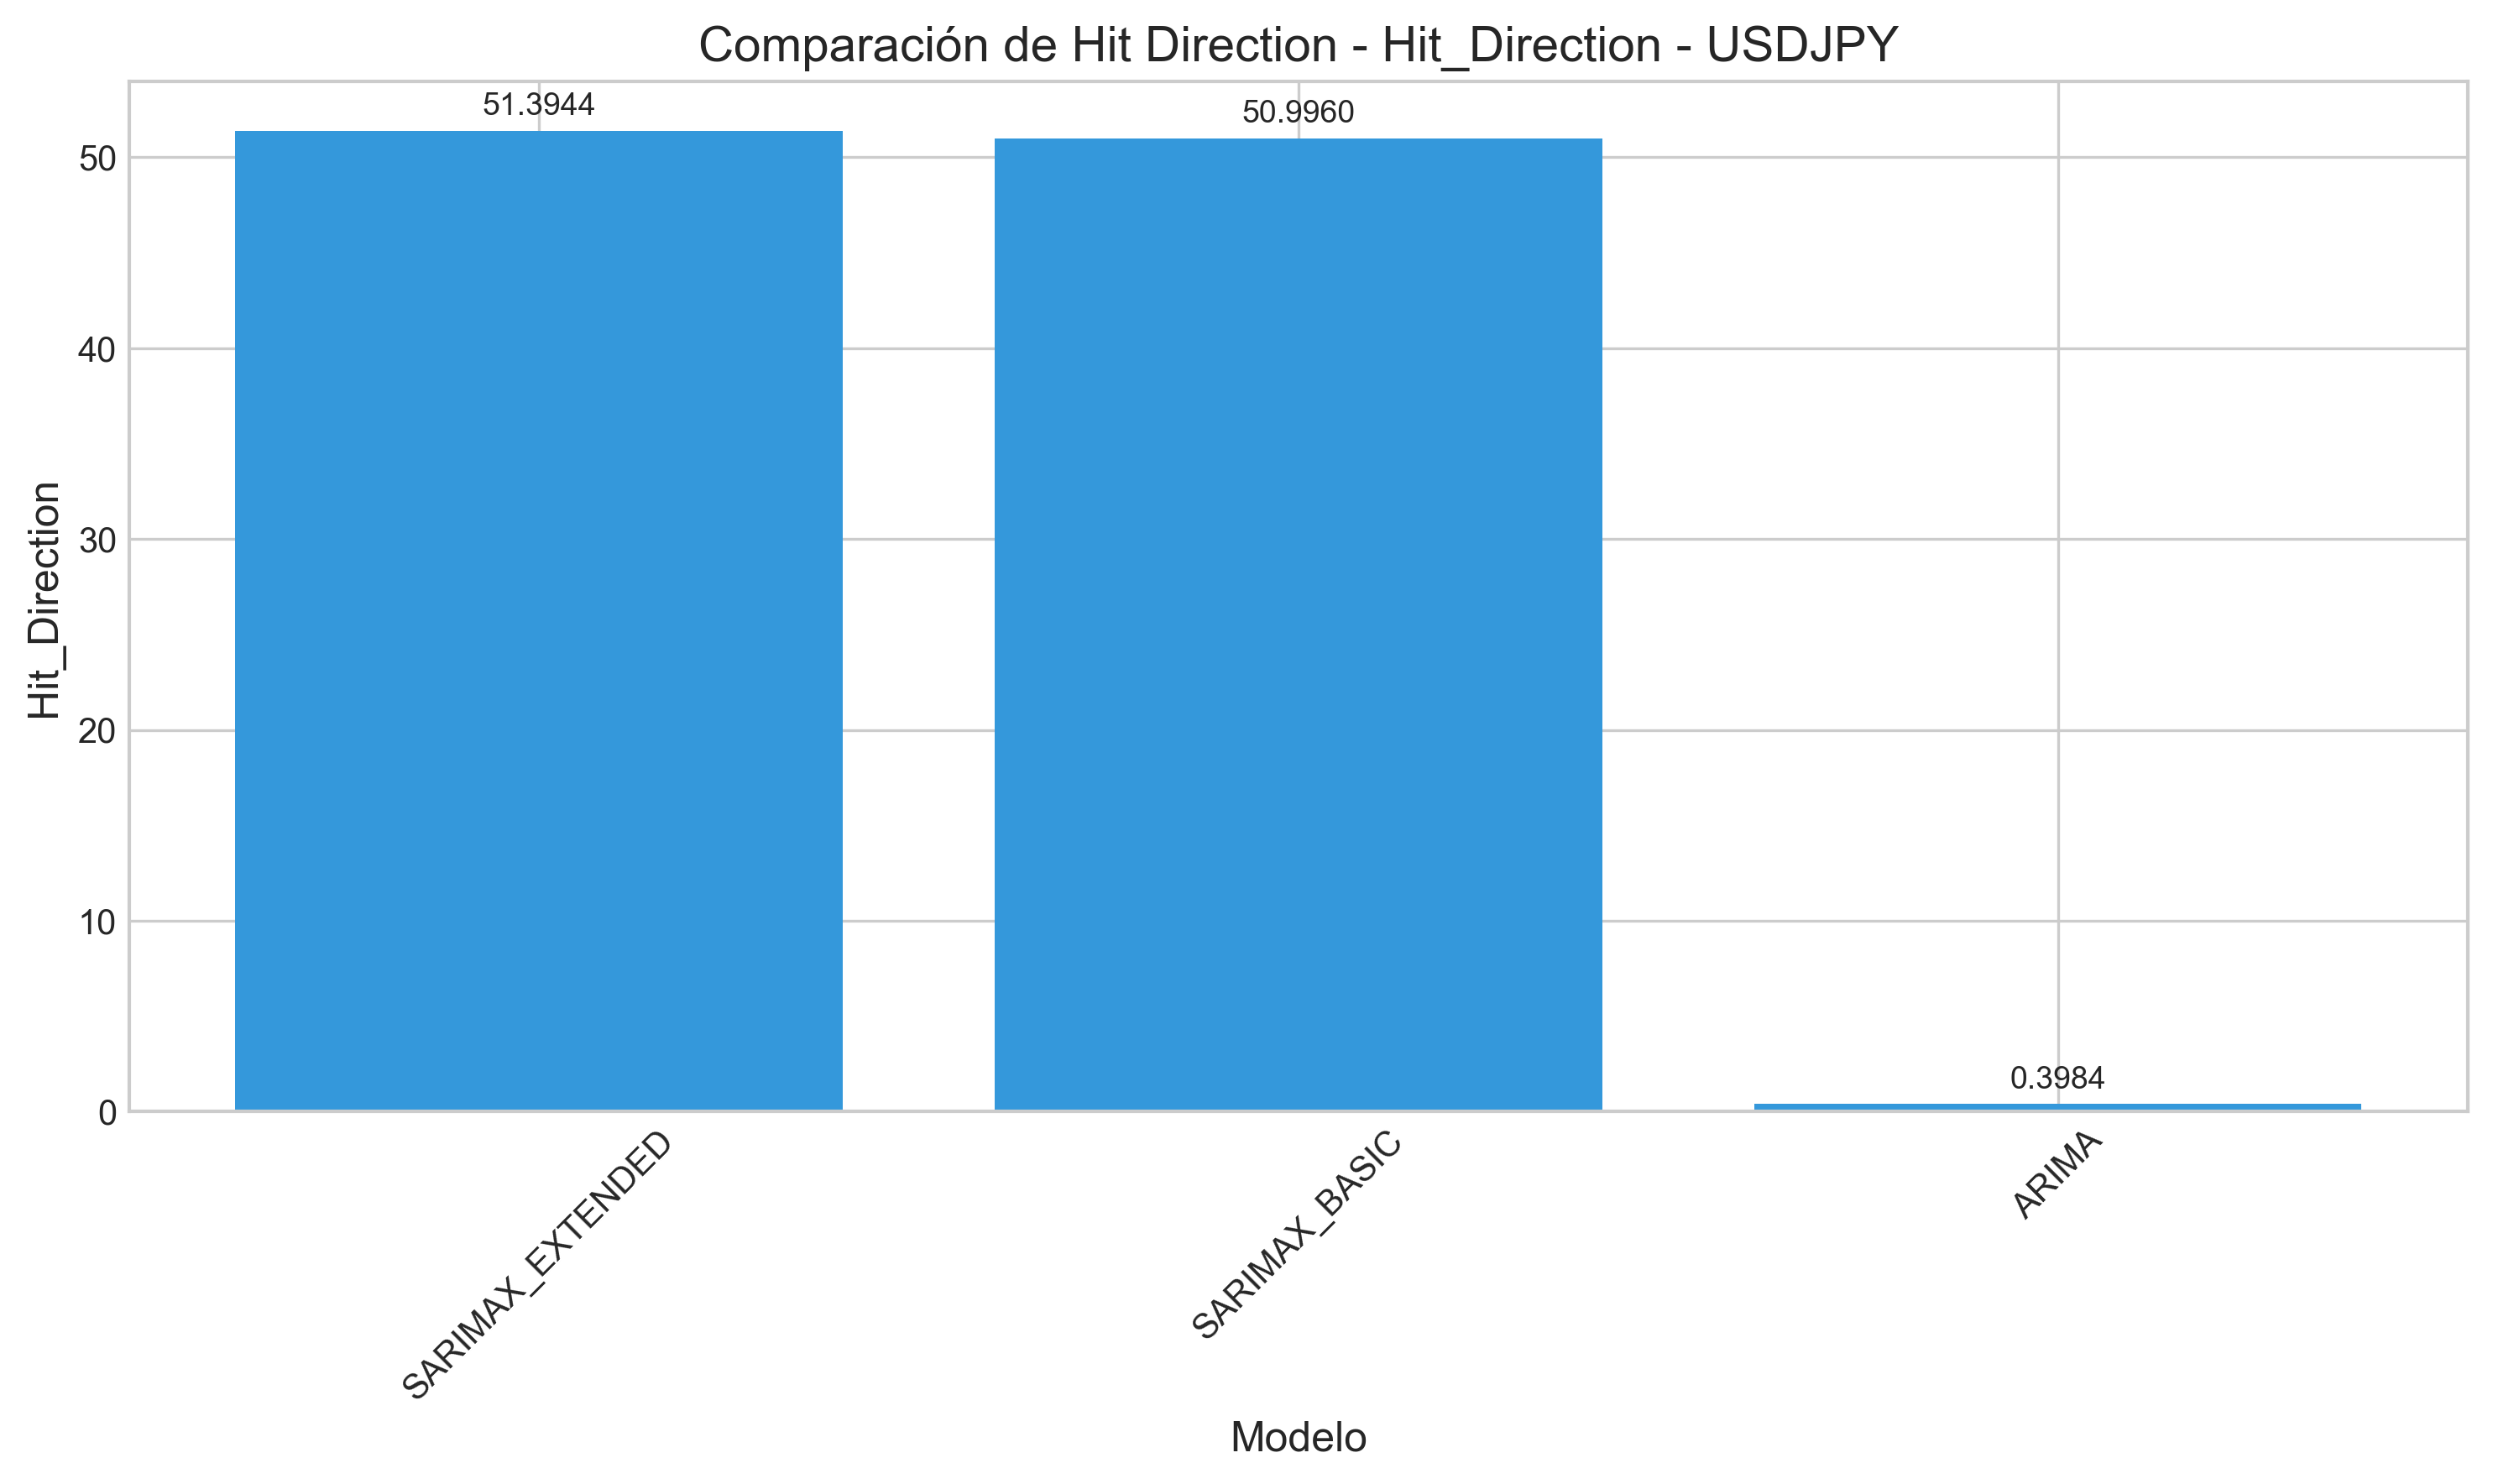 Comparación de Hit Direction - Hit_Direction - USDJPY
51.3944
50.9960
0.3984
50
40
30
20
10
0
Hit_Direction
SARIMAX_EXTENDED
SARIMAX_BASIC
ARIMA
Modelo